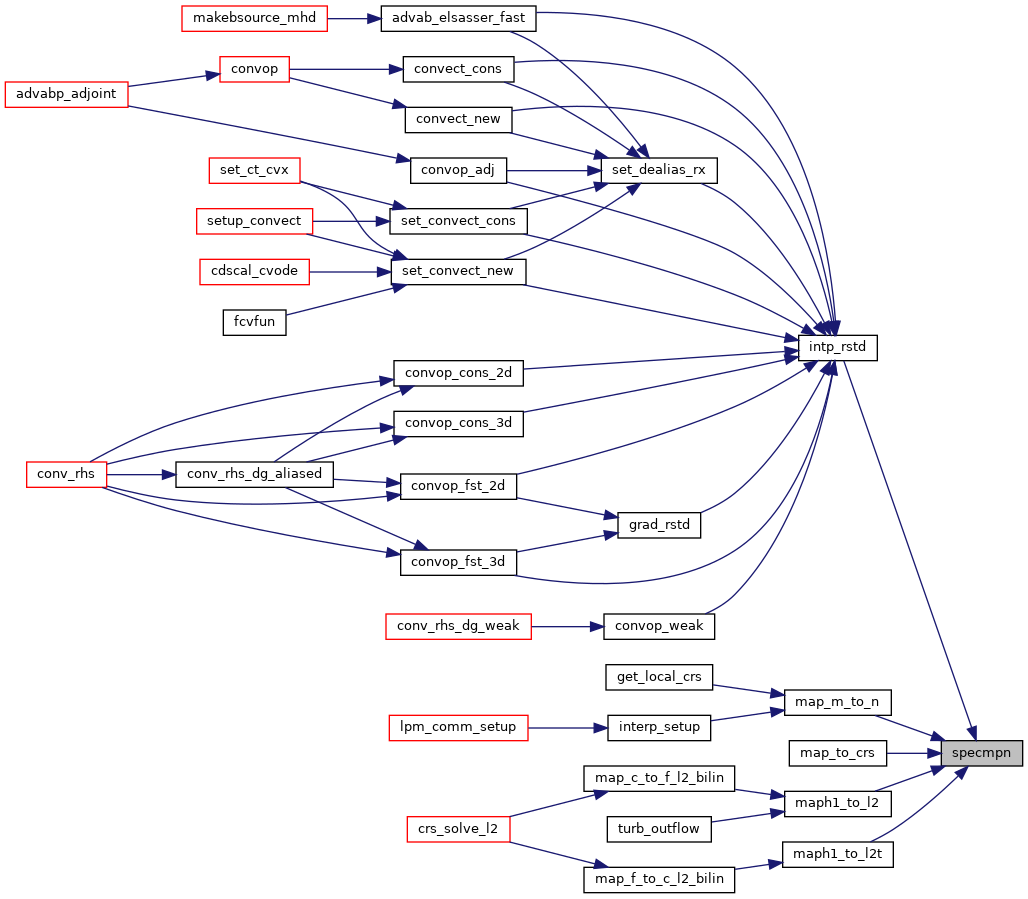 makebsource_mhd
advab_elsasser_fast
convop
convect_cons
advabp_adjoint
convect_new
set_ct_cvx
convop_adj
set_dealias_rx
setup_convect
set_convect_cons
cdscal_cvode
set_convect_new
fcvfun
intp_rstd
convop_cons_2d
convop_cons_3d
conv_rhs
conv_rhs_dg_aliased
convop_fst_2d
grad_rstd
convop_fst_3d
conv_rhs_dg_weak
convop_weak
get_local_crs
map_m_to_n
lpm_comm_setup
interp_setup
map_to_crs
specmpn
map_c_to_f_l2_bilin
maph1_to_l2
crs_solve_l2
turb_outflow
maph1_to_l2t
map_f_to_c_l2_bilin